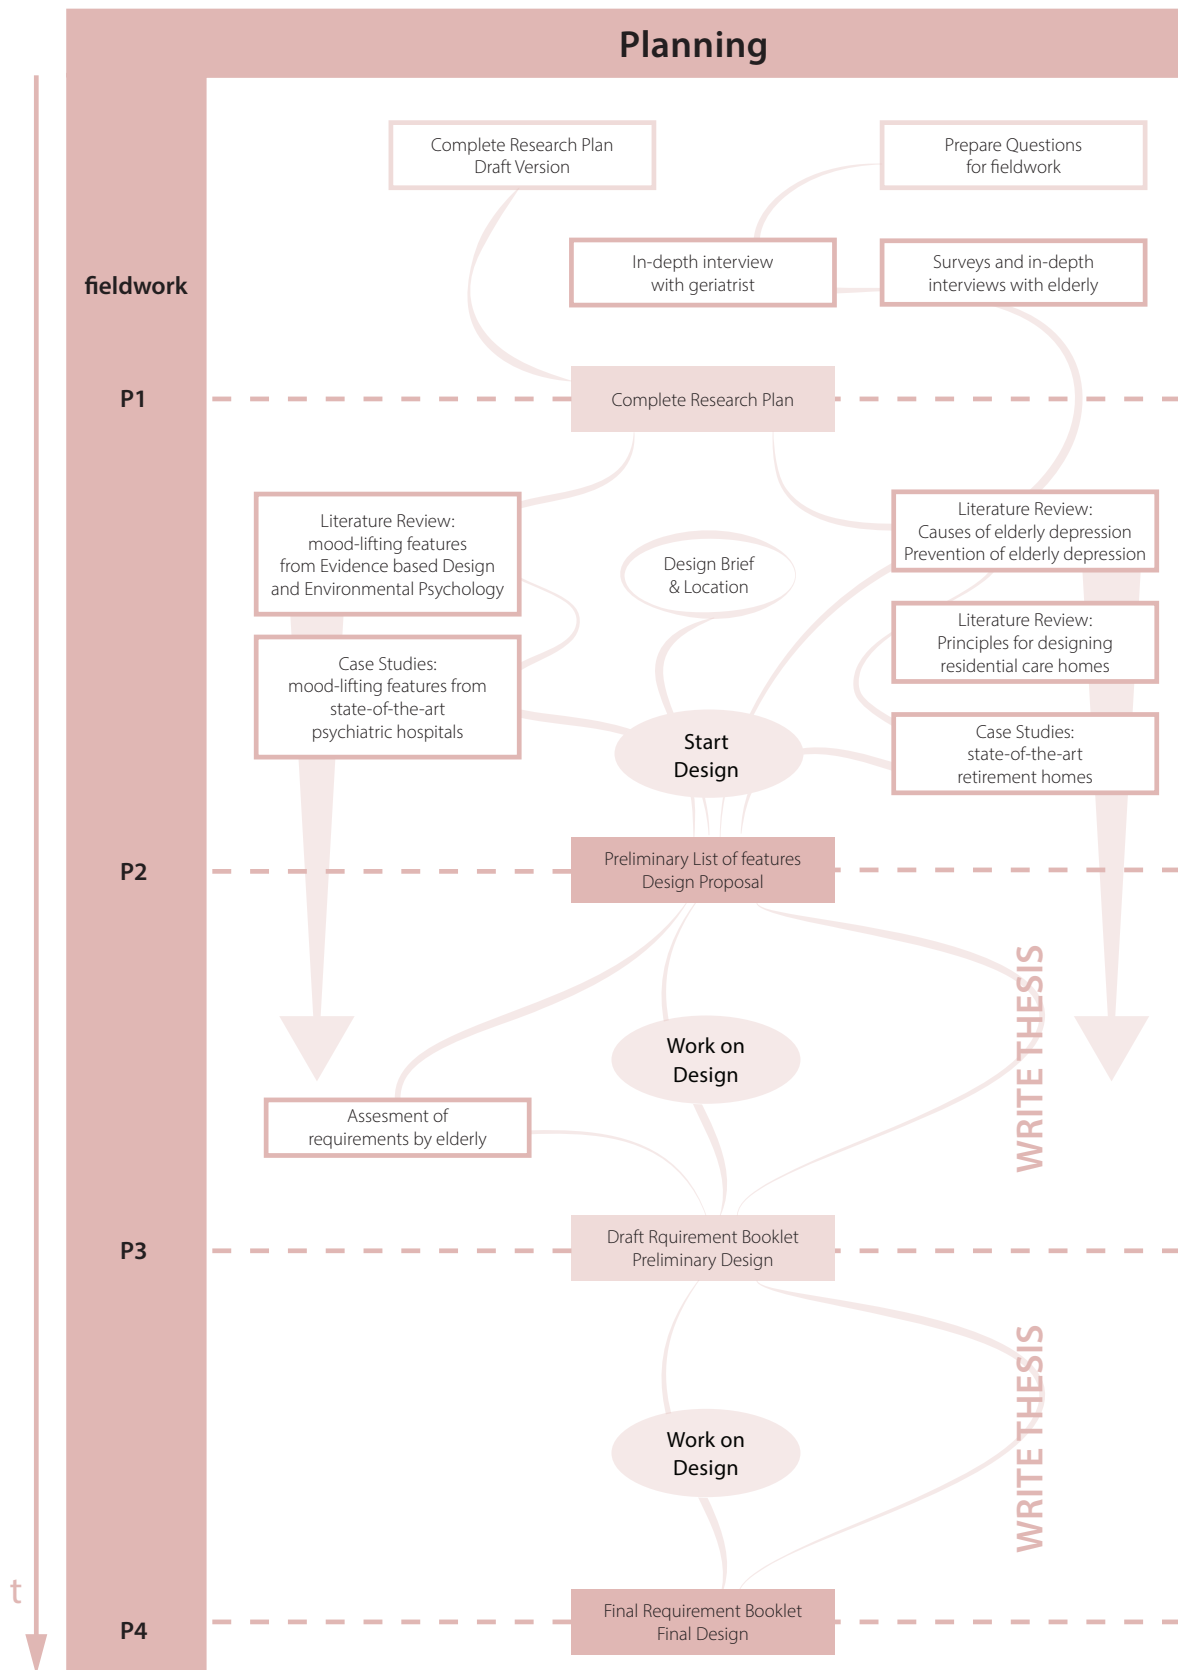 Planning
Complete Research Plan
Draft Version
Prepare Questions
for fieldwork
fieldwork
In-depth interview
with geriatrist
Surveys and in-depth
interviews with elderly
P1
Complete Research Plan
Literature Review:
mood-lifting features
from Evidence based Design
and Environmental Psychology
Design Brief
& Location
Literature Review:
Causes of elderly depression
Prevention of elderly depression
Literature Review:
Principles for designing
residential care homes
Case Studies:
mood-lifting features from
state-of-the-art
psychiatric hospitals
Start
Design
Case Studies:
state-of-the-art
retirement homes
P2
Preliminary List of features
Design Proposal
WRITE THESIS
Work on
Design
Assesment of
requirements by elderly
P3
Draft Rquirement Booklet
Preliminary Design
WRITE THESIS
Work on
Design
t
P4
Final Requirement Booklet
Final Design